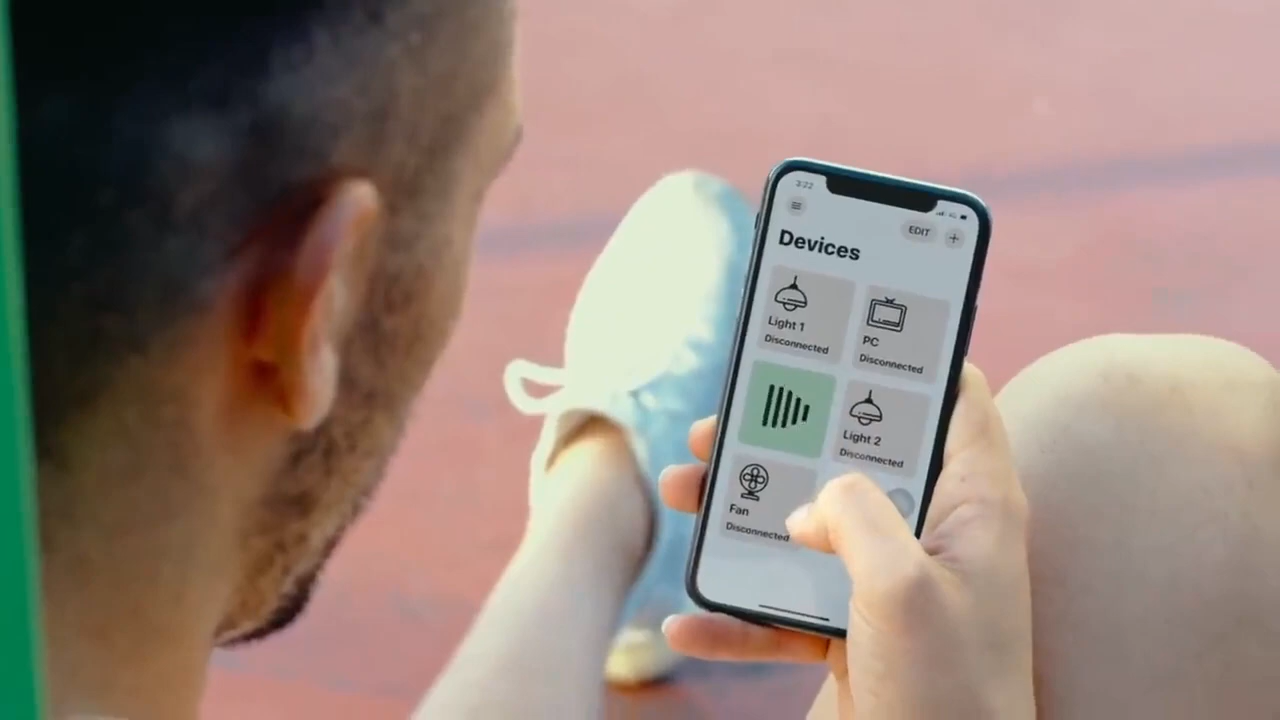 3:22
EDIT
Devices
Light 1
Disconnected
PC
Disconnected
Light 2
Disconnected
Fan
Disconnected